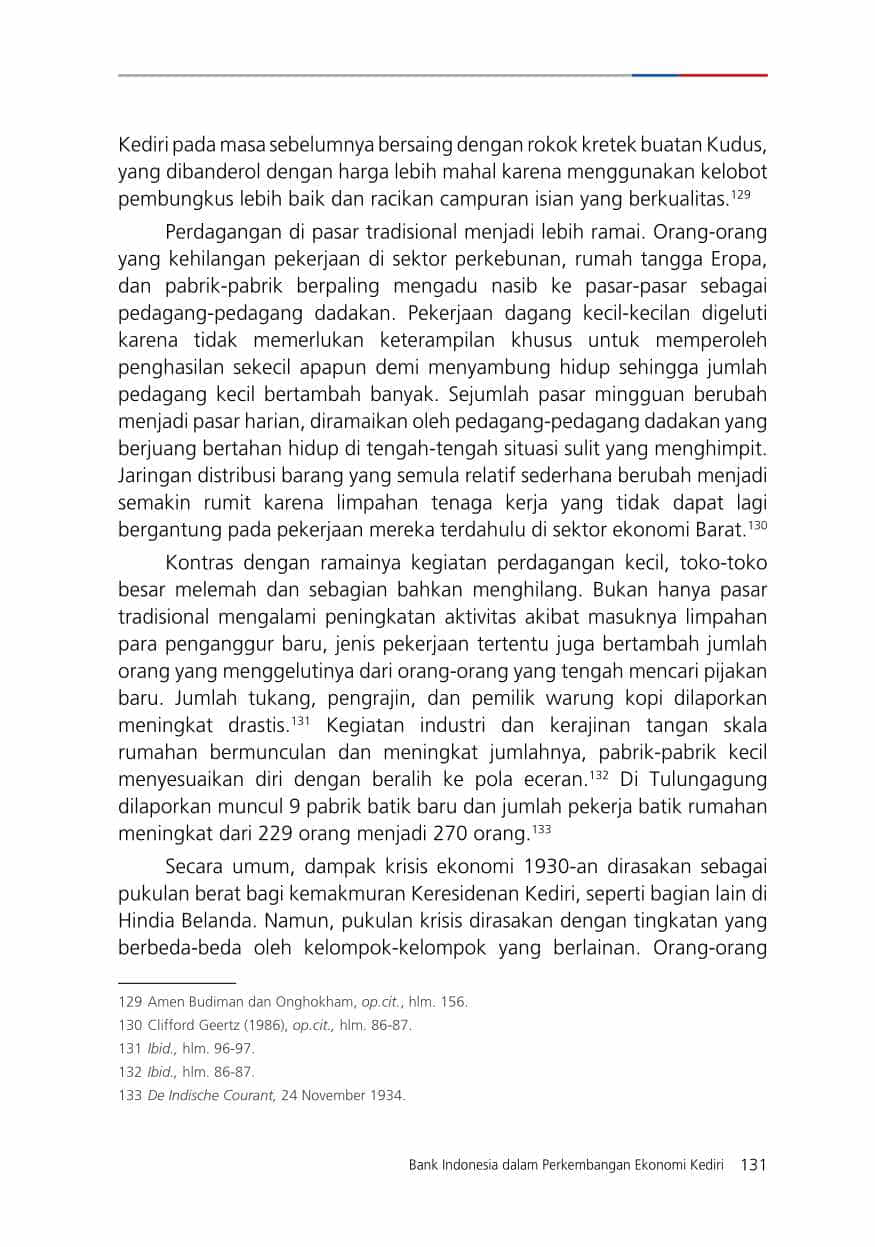 Kediri pada masa sebelumnya bersaing dengan rokok kretek buatan Kudus,
yang dibanderol dengan harga lebih mahal karena menggunakan kelobot
pembungkus lebih baik dan racikan campuran isian yang berkualitas.129
Perdagangan di pasar tradisional menjadi lebih ramai. Orang-orang
yang kehilangan pekerjaan di sektor perkebunan, rumah tangga Eropa,
dan pabrik-pabrik berpaling mengadu nasib ke pasar-pasar sebagai
pedagang-pedagang dadakan. Pekerjaan dagang kecil-kecilan digeluti
karena tidak memerlukan keterampilan khusus untuk memperoleh
penghasilan sekecil apapun demi menyambung hidup sehingga jumlah
pedagang kecil bertambah banyak. Sejumlah pasar mingguan berubah
menjadi pasar harian, diramaikan oleh pedagang-pedagang dadakan yang
berjuang bertahan hidup di tengah-tengah situasi sulit yang menghimpit.
Jaringan distribusi barang yang semula relatif sederhana berubah menjadi
semakin rumit karena limpahan tenaga kerja yang tidak dapat lagi
bergantung pada pekerjaan mereka terdahulu di sektor ekonomi Barat.130
Kontras dengan ramainya kegiatan perdagangan kecil, toko-toko
besar melemah dan sebagian bahkan menghilang. Bukan hanya pasar
tradisional mengalami peningkatan aktivitas akibat masuknya limpahan
para penganggur baru, jenis pekerjaan tertentu juga bertambah jumlah
orang yang menggelutinya dari orang-orang yang tengah mencari pijakan
baru. Jumlah tukang, pengrajin, dan pemilik warung kopi dilaporkan
meningkat drastis.131 Kegiatan industri dan kerajinan tangan skala
rumahan bermunculan dan meningkat jumlahnya, pabrik-pabrik kecil
menyesuaikan diri dengan beralih ke pola eceran.132 Di Tulungagung
dilaporkan muncul 9 pabrik batik baru dan jumlah pekerja batik rumahan
meningkat dari 229 orang menjadi 270 orang.133
Secara umum, dampak krisis ekonomi 1930-an dirasakan sebagai
pukulan berat bagi kemakmuran Keresidenan Kediri, seperti bagian lain di
Hindia Belanda. Namun, pukulan krisis dirasakan dengan tingkatan yang
berbeda-beda oleh kelompok-kelompok yang berlainan. Orang-orang
129 Amen Budiman dan Onghokham, op.cit., hlm. 156.
130 Clifford Geertz (1986), op.cit., hlm. 86-87.
131 Ibid., hlm. 96-97.
132 Ibid., hlm. 86-87.
133 De Indische Courant, 24 November 1934.
Bank Indonesia dalam Perkembangan Ekonomi Kediri 131